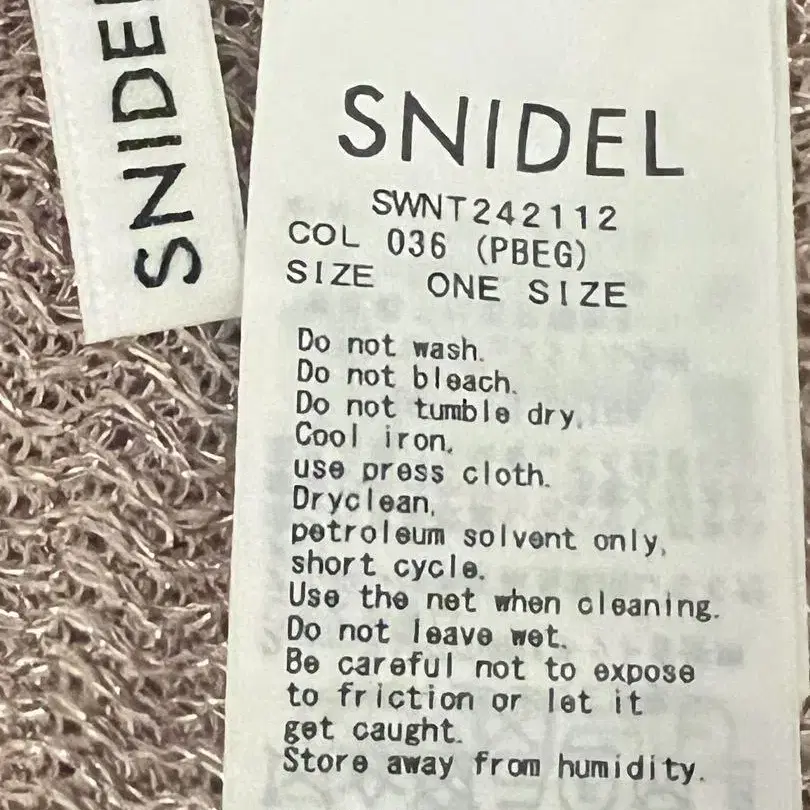 SNIDEL
SNIDEL
SWNT242112
COL 036 (PBEG)
SIZE ONE SIZE
Do not wash.
Do not bleach.
Do not tumble dry.
Cool iron,
use press cloth.
Dryclean,
petroleum solvent only,
short cycle.
Use the net when cleaning.
Do not leave wet.
Be careful not to expose
to friction or let it
get caught.
Store away from humidity.